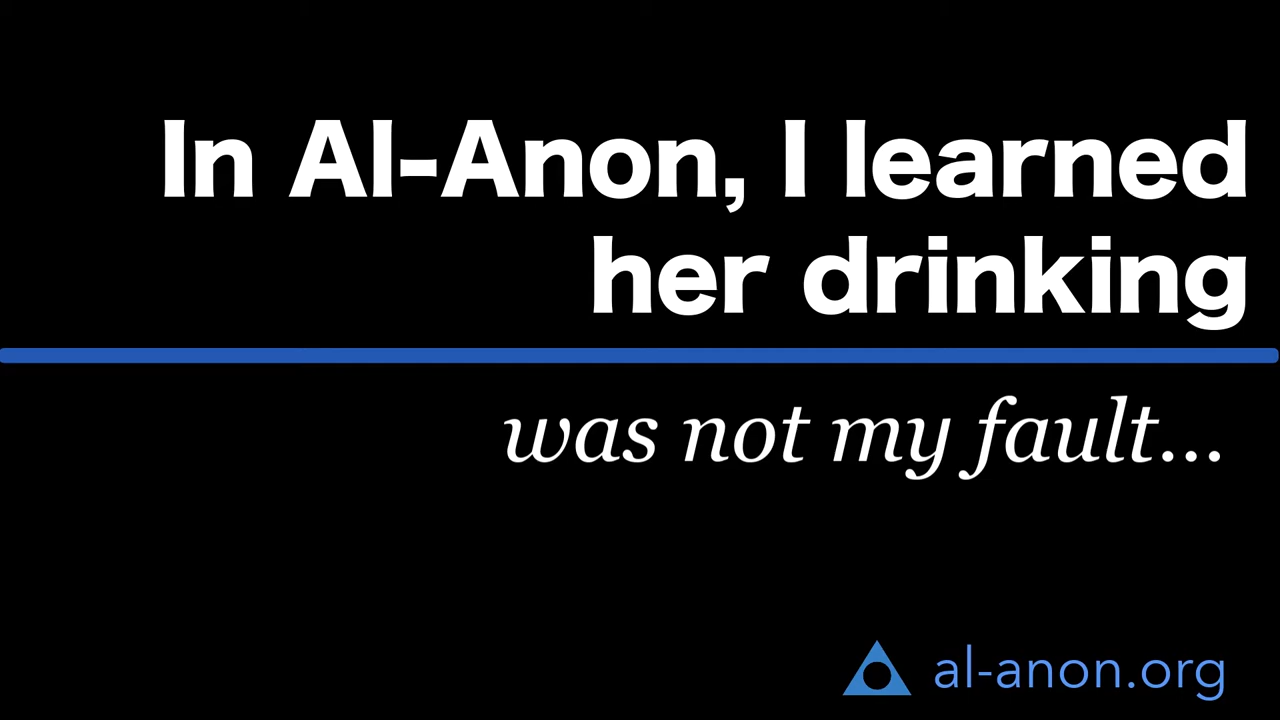 In Al-Anon, I learned
her drinking
was not my fault...
al-anon.org